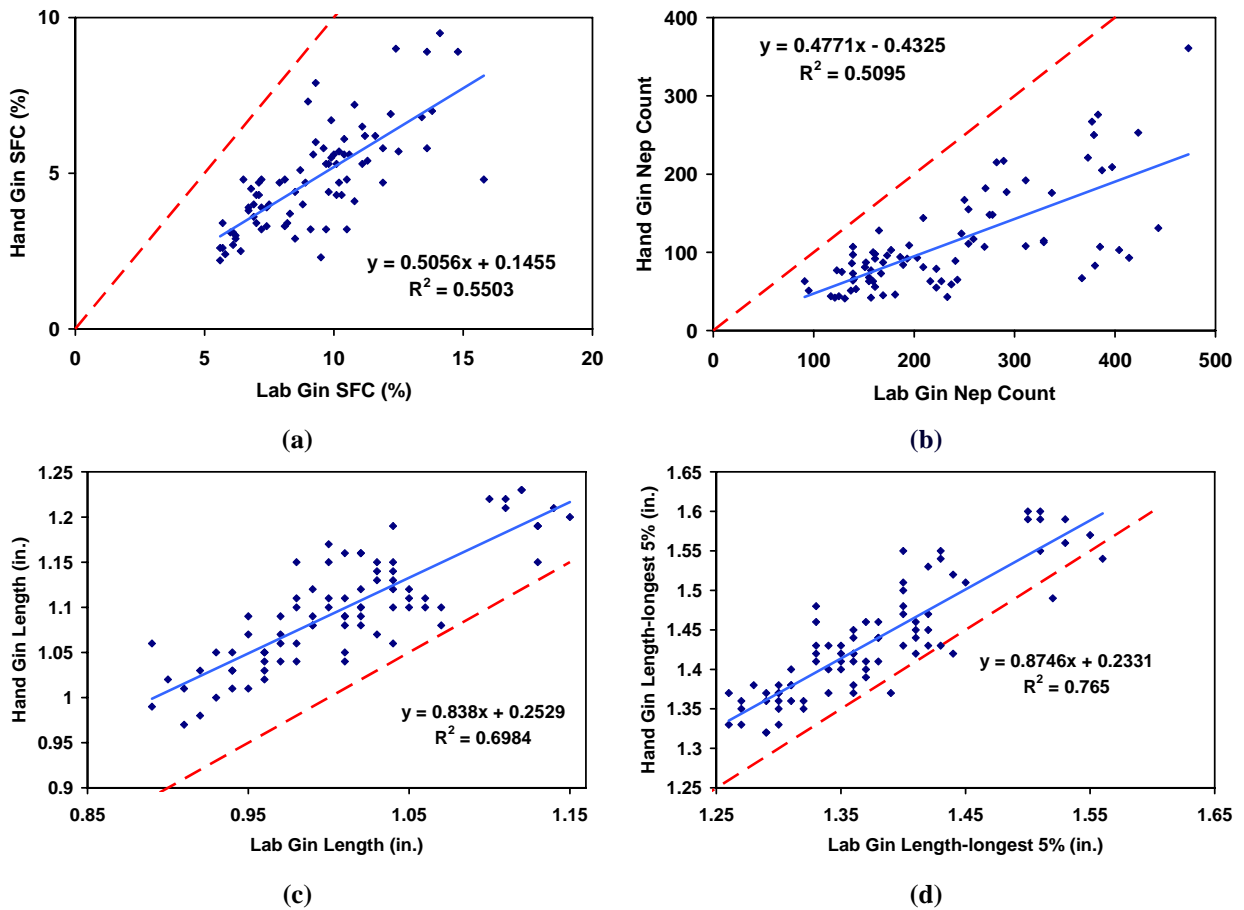 10
5
0
0
5
10
15
20
Hand Gin SFC (%)
Lab Gin SFC (%)
y = 0.5056x + 0.1455
R² = 0.5503
(a)
400
300
200
100
0
0
100
200
300
400
500
Hand Gin Nep Count
Lab Gin Nep Count
y = 0.4771x - 0.4325
R² = 0.5095
(b)
1.25
1.2
1.15
1.1
1.05
1
0.95
0.9
0.85
0.95
1.05
1.15
Hand Gin Length (in.)
Lab Gin Length (in.)
y = 0.838x + 0.2529
R² = 0.6984
(c)
1.65
1.6
1.55
1.5
1.45
1.4
1.35
1.3
1.25
1.25
1.35
1.45
1.55
1.65
Hand Gin Length-longest 5% (in.)
Lab Gin Length-longest 5% (in.)
y = 0.8746x + 0.2331
R² = 0.765
(d)